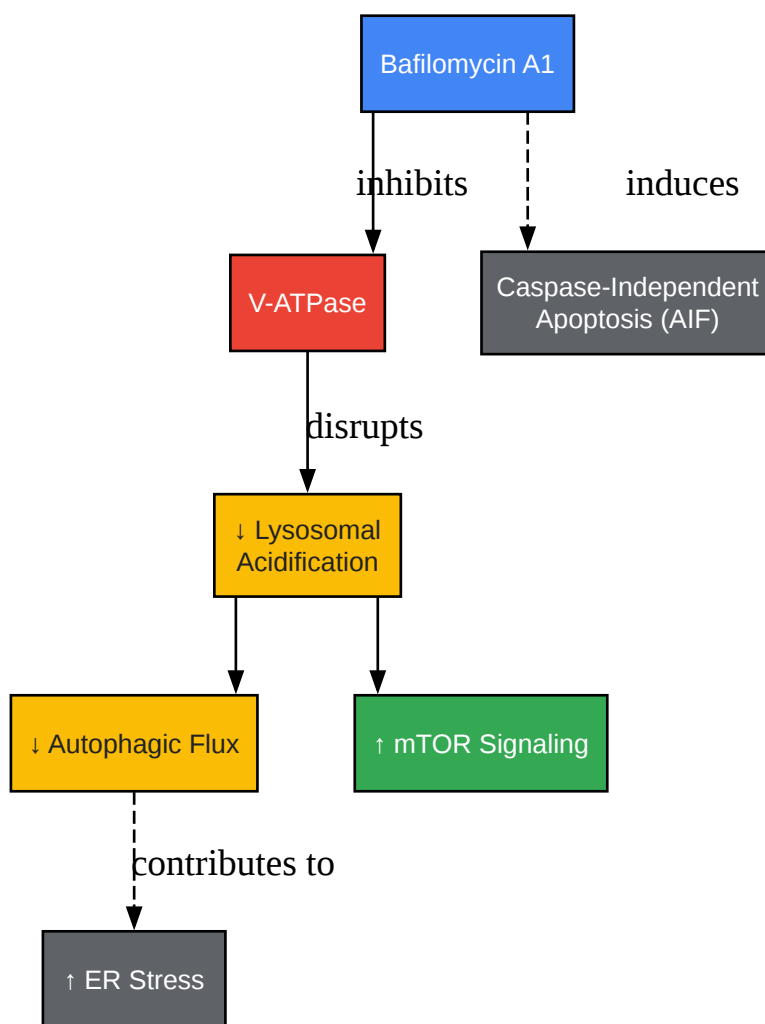 Bafilomycin A1
inhibits
induces
V-ATPase
Caspase-Independent
Apoptosis (AIF)
disrupts
↓ Lysosomal
Acidification
↓ Autophagic Flux
↑ mTOR Signaling
contributes to
↑ ER Stress